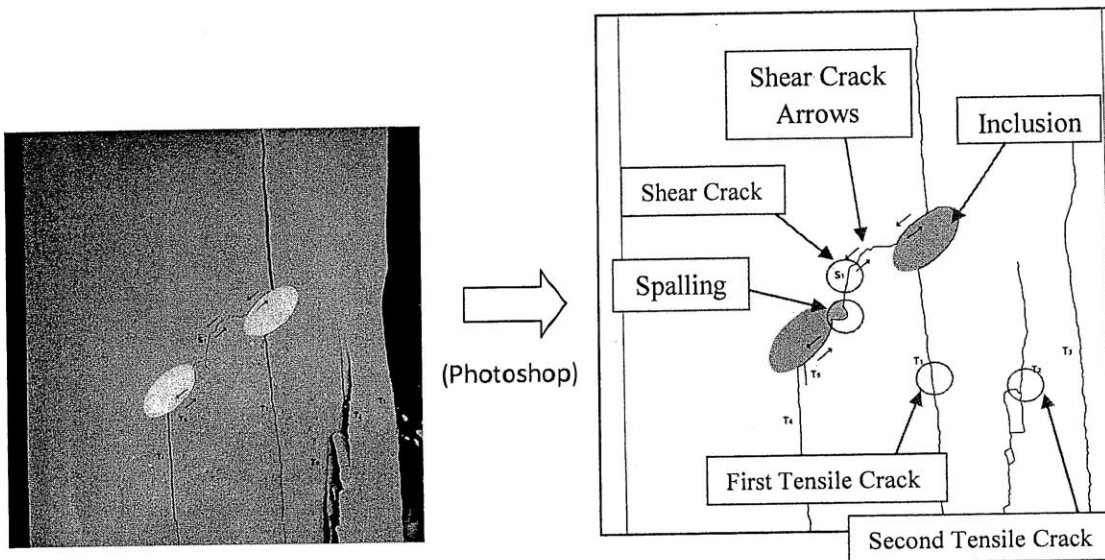 Shear Crack
Arrows
Inclusion
Shear Crack
S₁
Spalling
(Photoshop)
T₁
T₂
T₃
T₅
T₄
First Tensile Crack
Second Tensile Crack